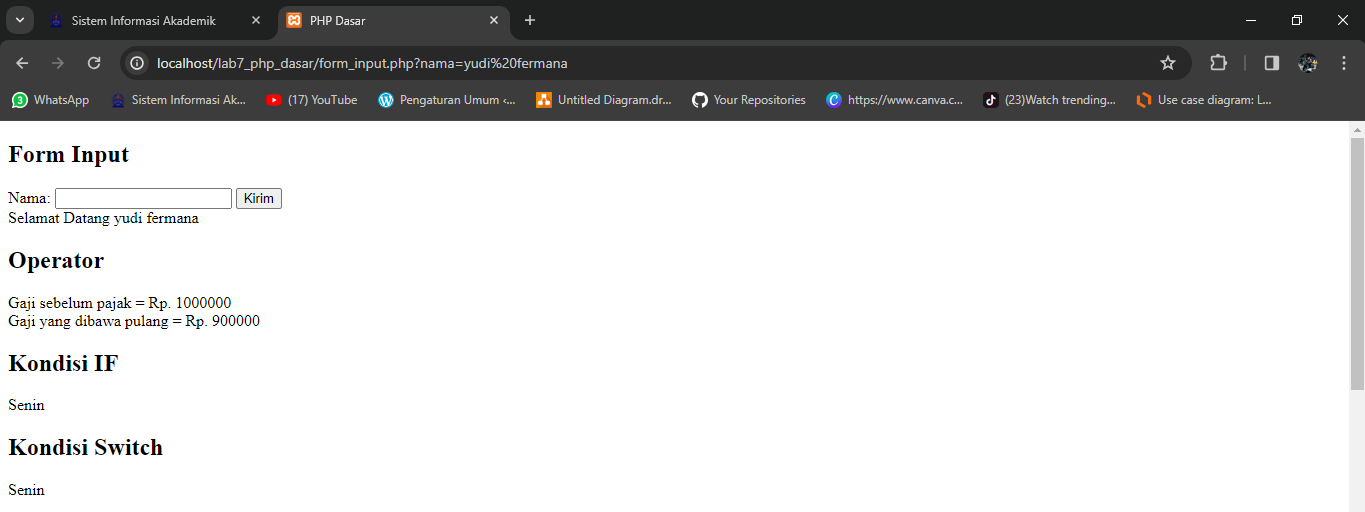 Sistem Informasi Akademik
PHP Dasar
localhost/lab7_php_dasar/form_input.php?nama=yudi%20fermana
3 WhatsApp Sistem Informasi Ak... (17) YouTube Pengaturan Umum ‹... Untitled Diagram.dr... Your Repositories https://www.canva.c... (23)Watch trending... Use case diagram: L...
Form Input
Nama: Kirim
Selamat Datang yudi fermana
Operator
Gaji sebelum pajak = Rp. 1000000
Gaji yang dibawa pulang = Rp. 900000
Kondisi IF
Senin
Kondisi Switch
Senin